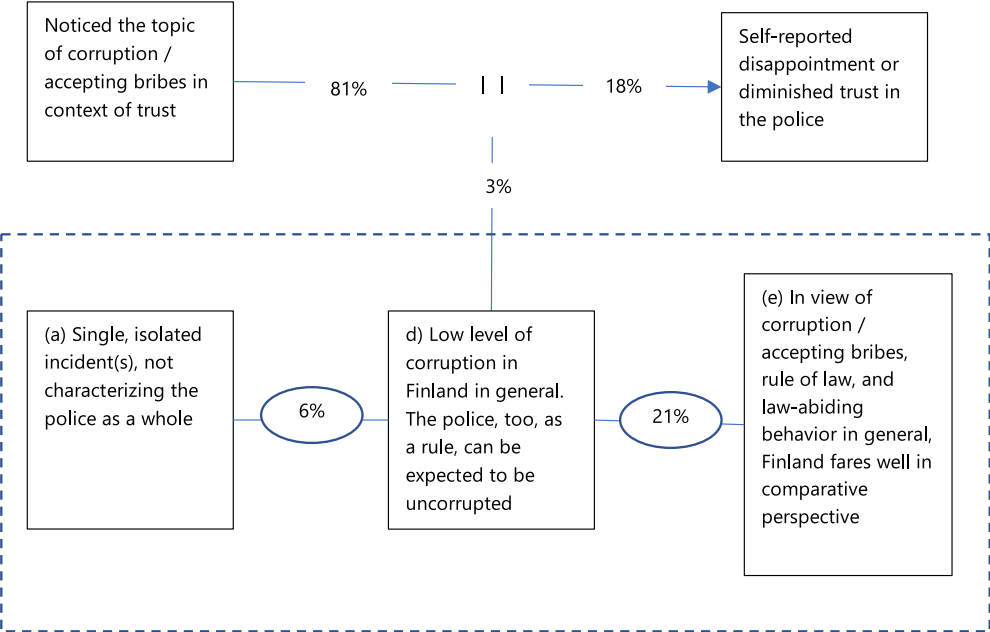 Noticed the topic
of corruption /
accepting bribes in
context of trust
81%
| |
18%
Self-reported
disappointment or
diminished trust in
the police
3%
(a) Single, isolated
incident(s), not
characterizing the
police as a whole
6%
d) Low level of
corruption in
Finland in general.
The police, too, as
a rule, can be
expected to be
uncorrupted
21%
(e) In view of
corruption /
accepting bribes,
rule of law, and
law-abiding
behavior in general,
Finland fares well in
comparative
perspective